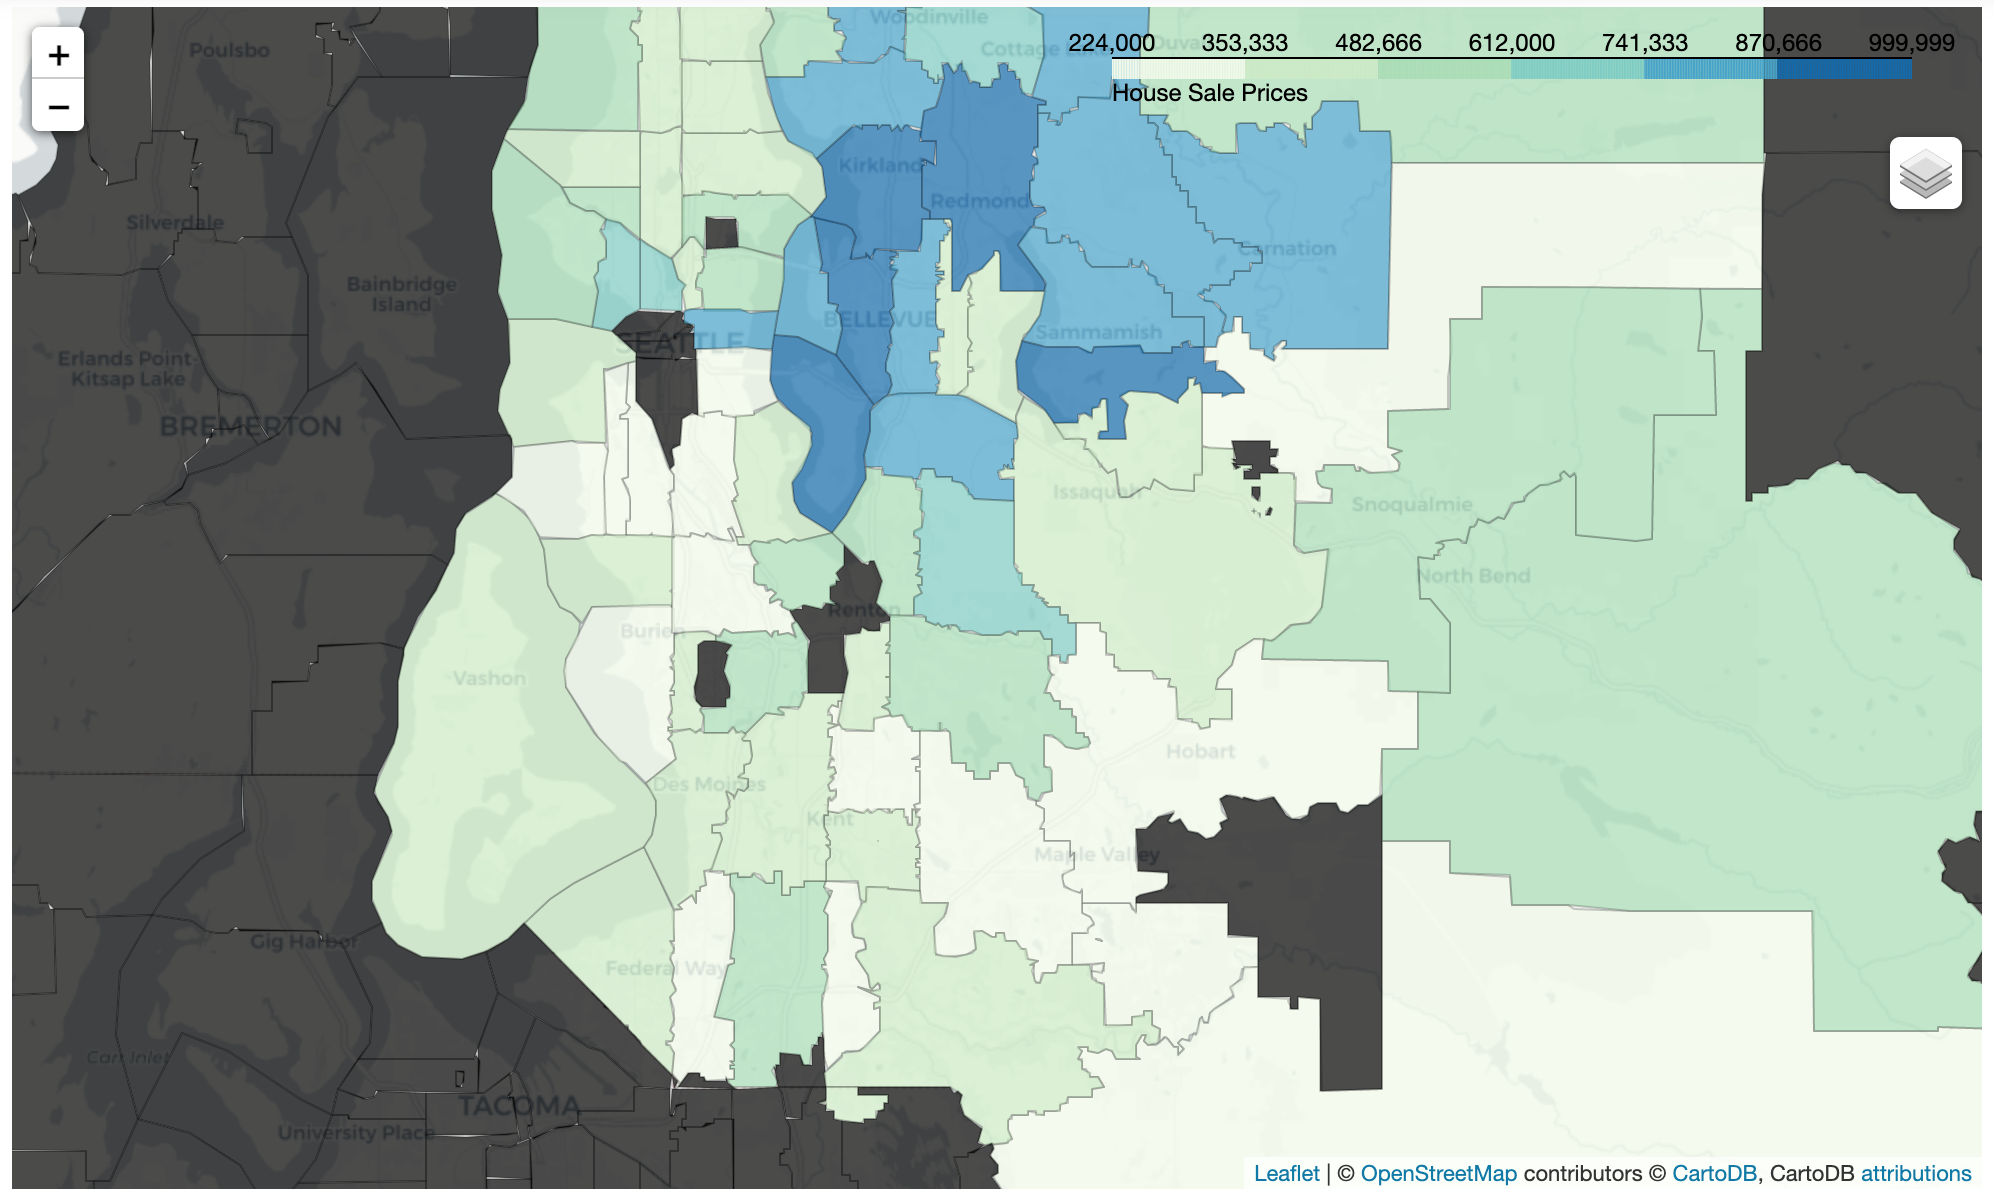 +
−
Woodinville
Cottage Lake
Duva
224,000 353,333 482,666 612,000 741,333 870,666 999,999
House Sale Prices
Poulsbo
Kirkland
Redmond
Silverdale
Carnation
Bainbridge
Island
BELLEVUE
Sammamish
SEATTLE
Erlands Point-
Kitsap Lake
BREMERTON
Issaquah
Snoqualmie
North Bend
Renton
Burien
Vashon
Hobart
Des Moines
Kent
Maple Valley
Gig Harbor
Federal Way
Carr Inlet
TACOMA
University Place
Leaflet | © OpenStreetMap contributors © CartoDB, CartoDB attributions